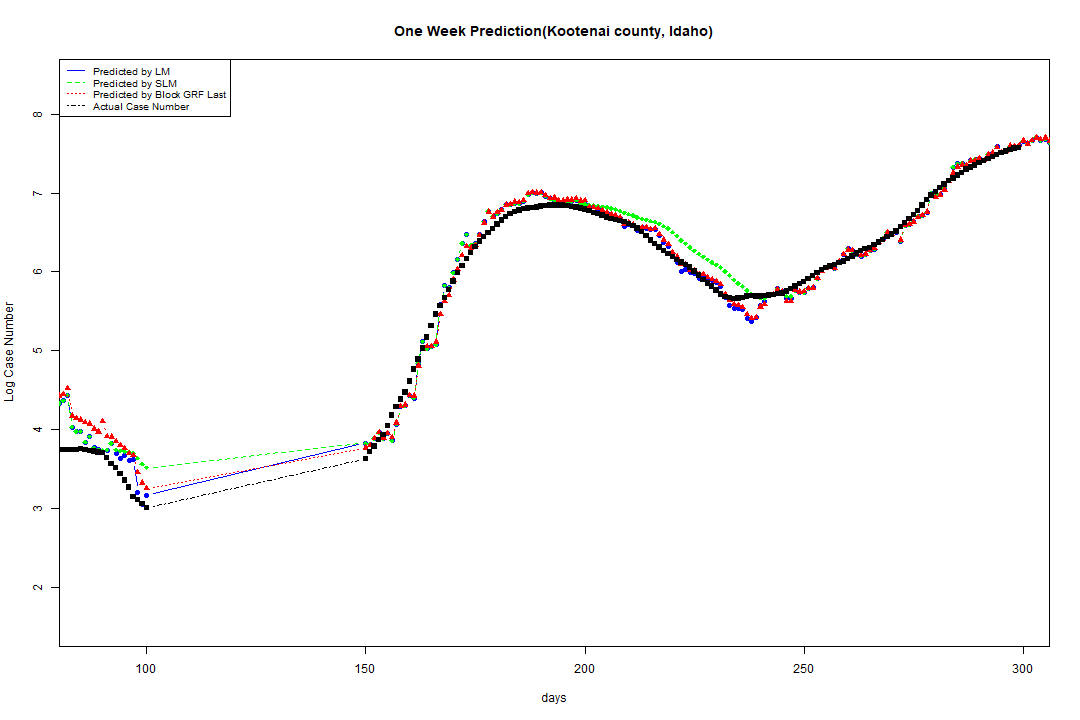 One Week Prediction(Kootenai county, Idaho)
Predicted by LM
Predicted by SLM
Predicted by Block GRF Last
Actual Case Number
Log Case Number
8
7
6
5
4
3
2
100 150 200 250 300
days